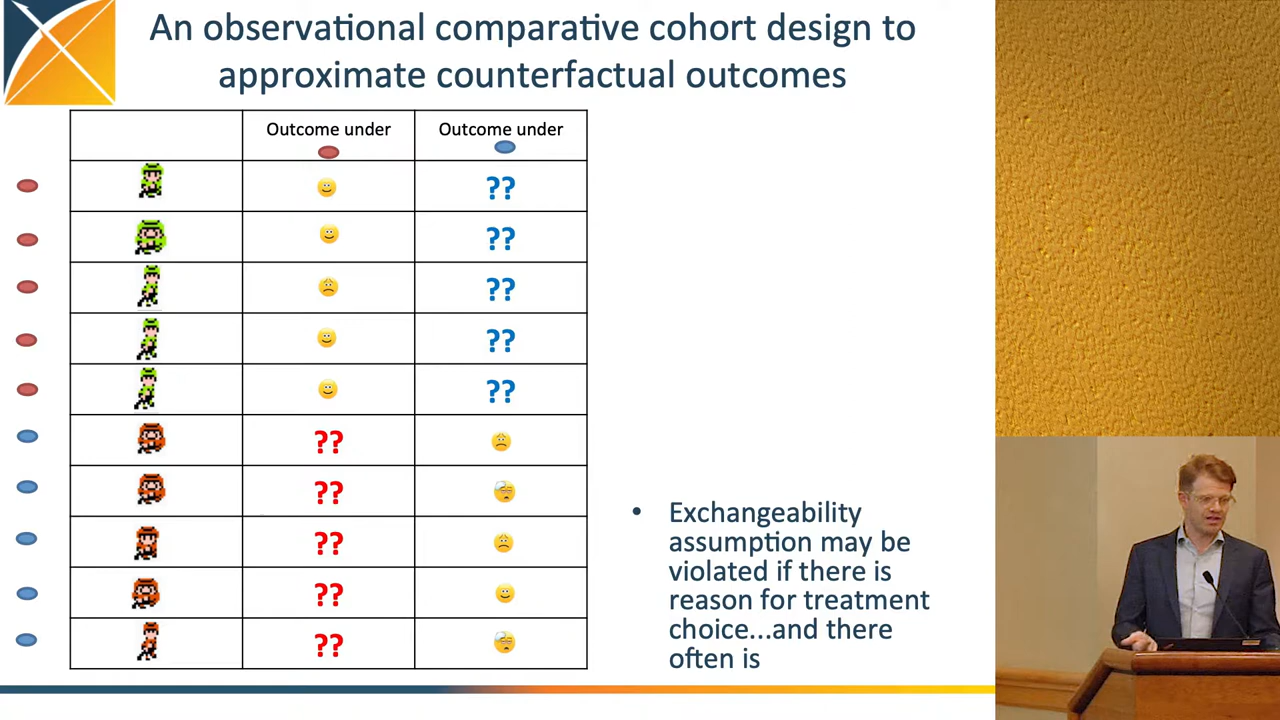 An observational comparative cohort design to
approximate counterfactual outcomes
Outcome under
Outcome under
??
??
??
??
??
??
??
??
??
??
• Exchangeability
assumption may be
violated if there is
reason for treatment
choice...and there
often is